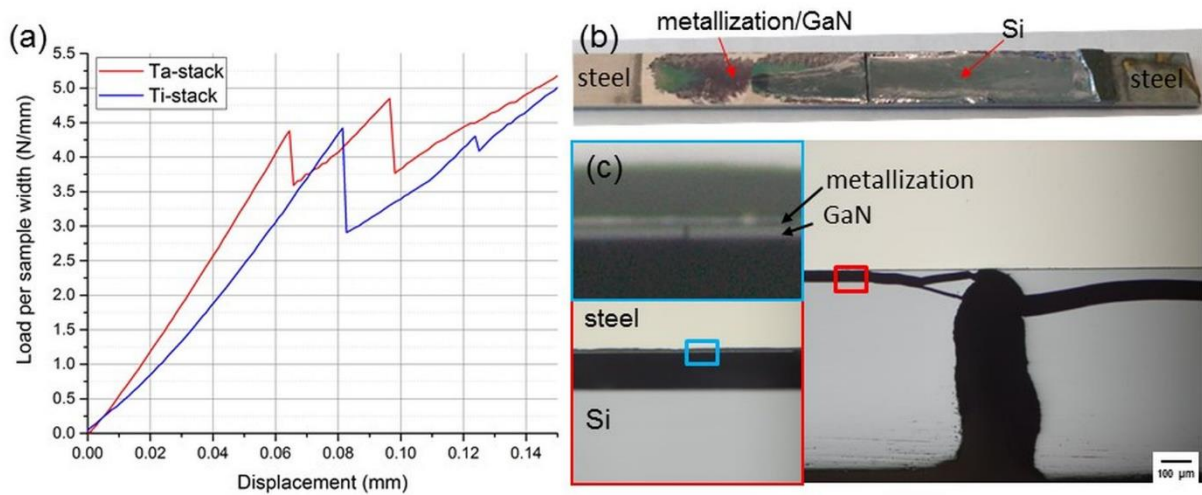 (a)
5.5
5.0
4.5
4.0
3.5
3.0
2.5
2.0
1.5
1.0
0.5
0.0
Load per sample width (N/mm)
Ta-stack
Ti-stack
0.00 0.02 0.04 0.06 0.08 0.10 0.12 0.14
Displacement (mm)
(b)
metallization/GaN
Si
steel
steel
(c)
metallization
GaN
steel
Si
100 µm